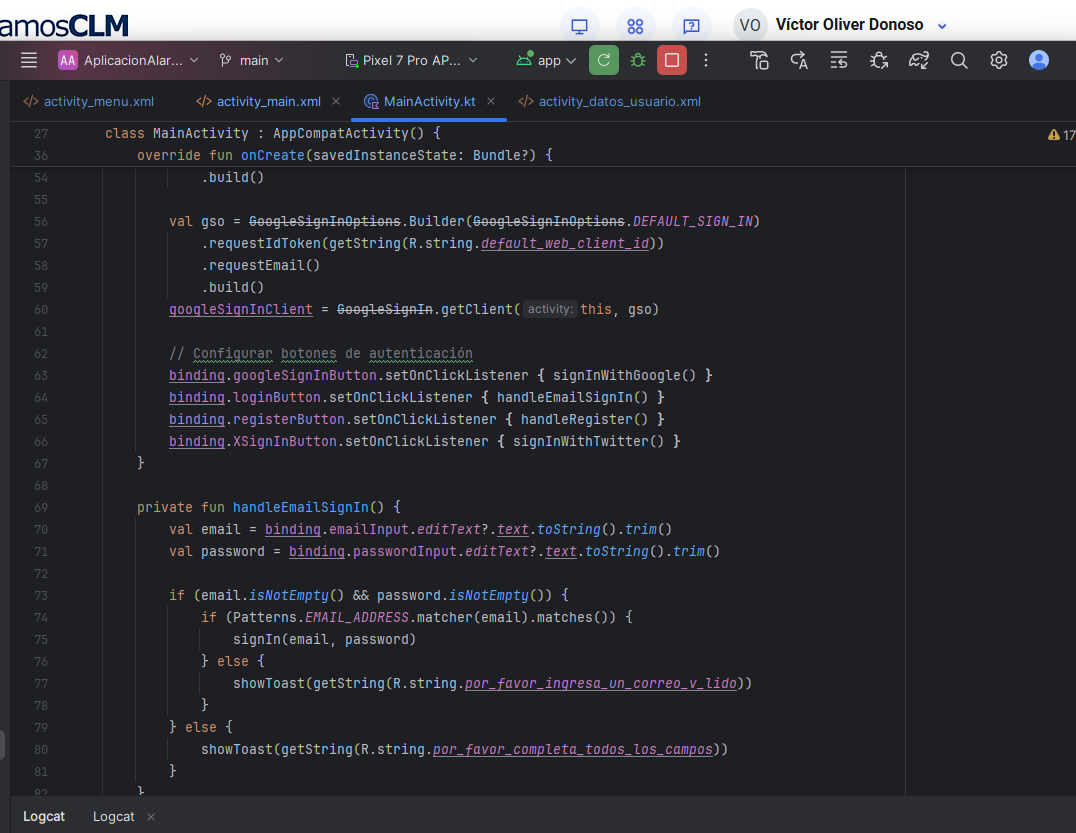 amosCLM
VO Víctor Oliver Donoso
AA AplicacionAlar... main Pixel 7 Pro AP... app
activity_menu.xml activity_main.xml MainActivity.kt activity_datos_usuario.xml
27 class MainActivity : AppCompatActivity() { 17
36 override fun onCreate(savedInstanceState: Bundle?) {
54 .build()
55
56 val gso = GoogleSignInOptions.Builder(GoogleSignInOptions.DEFAULT_SIGN_IN)
57 .requestIdToken(getString(R.string.default_web_client_id))
58 .requestEmail()
59 .build()
60 googleSignInClient = GoogleSignIn.getClient( activity: this, gso)
61
62 // Configurar botones de autenticación
63 binding.googleSignInButton.setOnClickListener { signInWithGoogle() }
64 binding.loginButton.setOnClickListener { handleEmailSignIn() }
65 binding.registerButton.setOnClickListener { handleRegister() }
66 binding.XSignInButton.setOnClickListener { signInWithTwitter() }
67 }
68
69 private fun handleEmailSignIn() {
70 val email = binding.emailInput.editText?.text.toString().trim()
71 val password = binding.passwordInput.editText?.text.toString().trim()
72
73 if (email.isNotEmpty() && password.isNotEmpty()) {
74 if (Patterns.EMAIL_ADDRESS.matcher(email).matches()) {
75 signIn(email, password)
76 } else {
77 showToast(getString(R.string.por_favor_ingresa_un_correo_v_lido))
78 }
79 } else {
80 showToast(getString(R.string.por_favor_completa_todos_los_campos))
81 }
82 }
Logcat Logcat